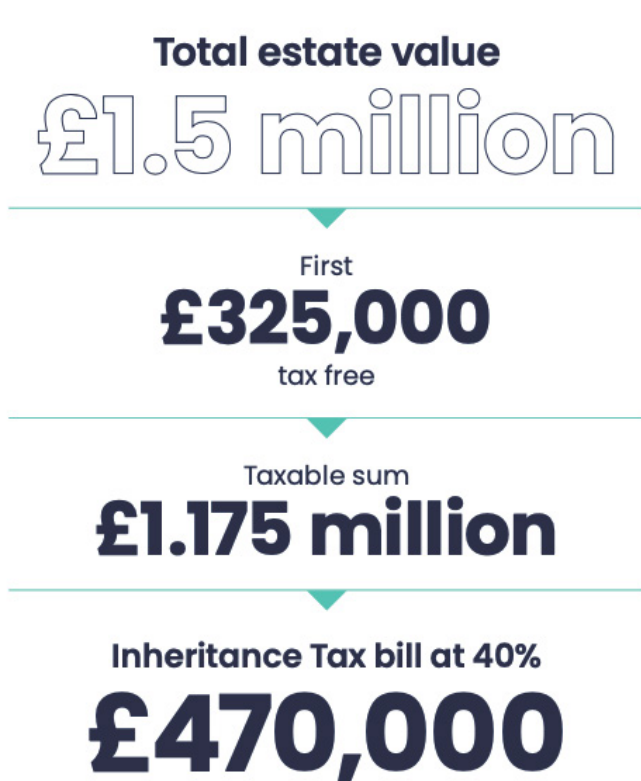 Total estate value
£1.5 million
First
£325,000
tax free
Taxable sum
£1.175 million
Inheritance Tax bill at 40%
£470,000